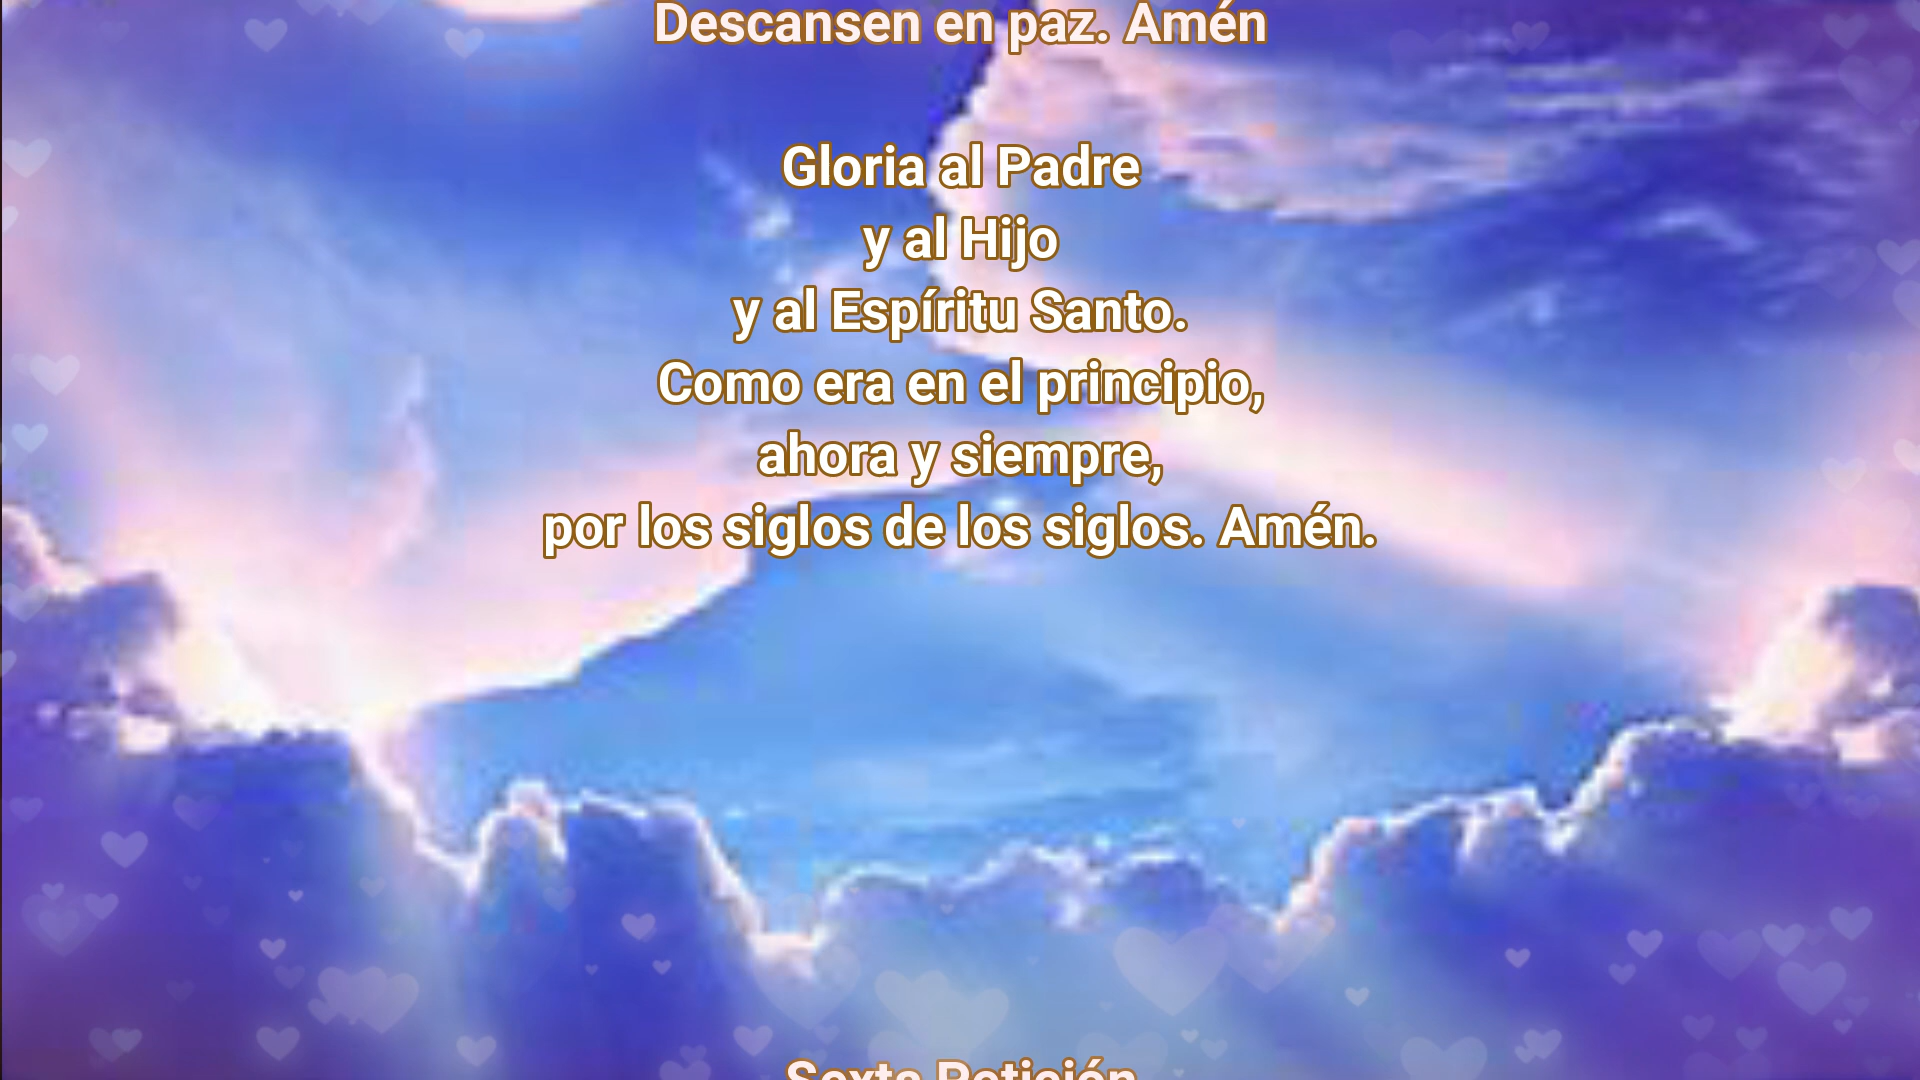 Descansen en paz. Amén
Gloria al Padre
y al Hijo
y al Espíritu Santo.
Como era en el principio,
ahora y siempre,
por los siglos de los siglos. Amén.
Sexta Petición